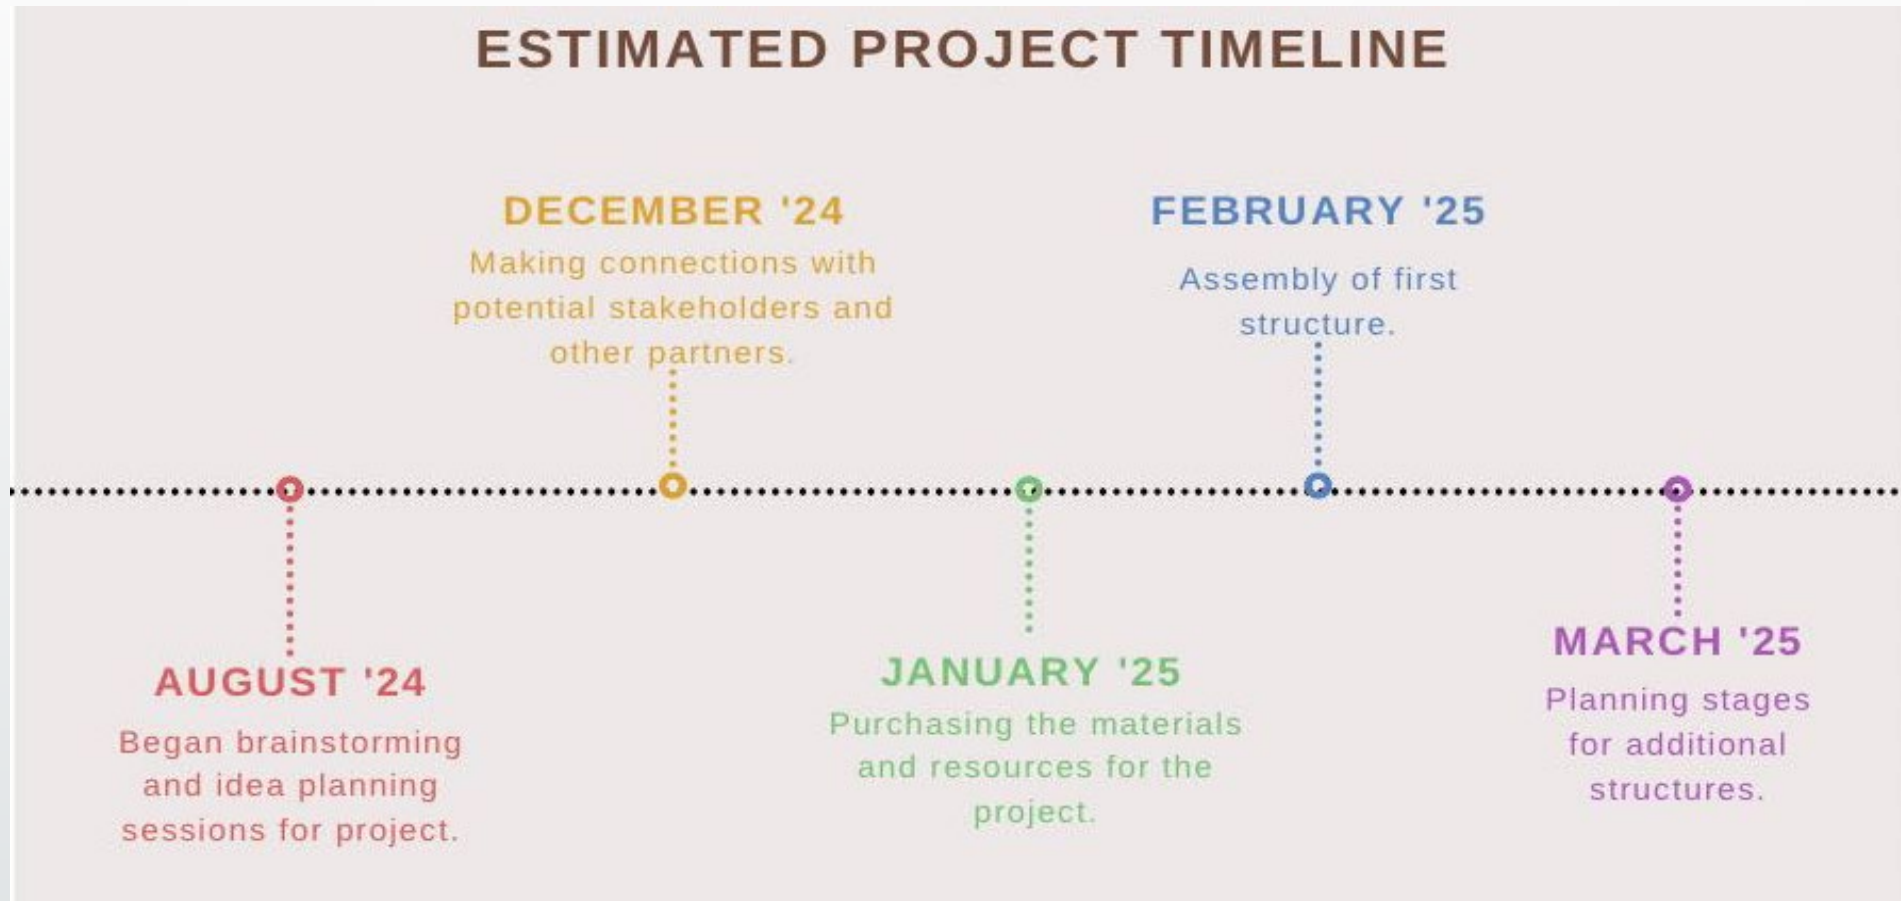 ESTIMATED PROJECT TIMELINE
AUGUST '24
Began brainstorming
and idea planning
sessions for project.
DECEMBER '24
Making connections with
potential stakeholders and
other partners.
JANUARY '25
Purchasing the materials
and resources for the
project.
FEBRUARY '25
Assembly of first
structure.
MARCH '25
Planning stages
for additional
structures.